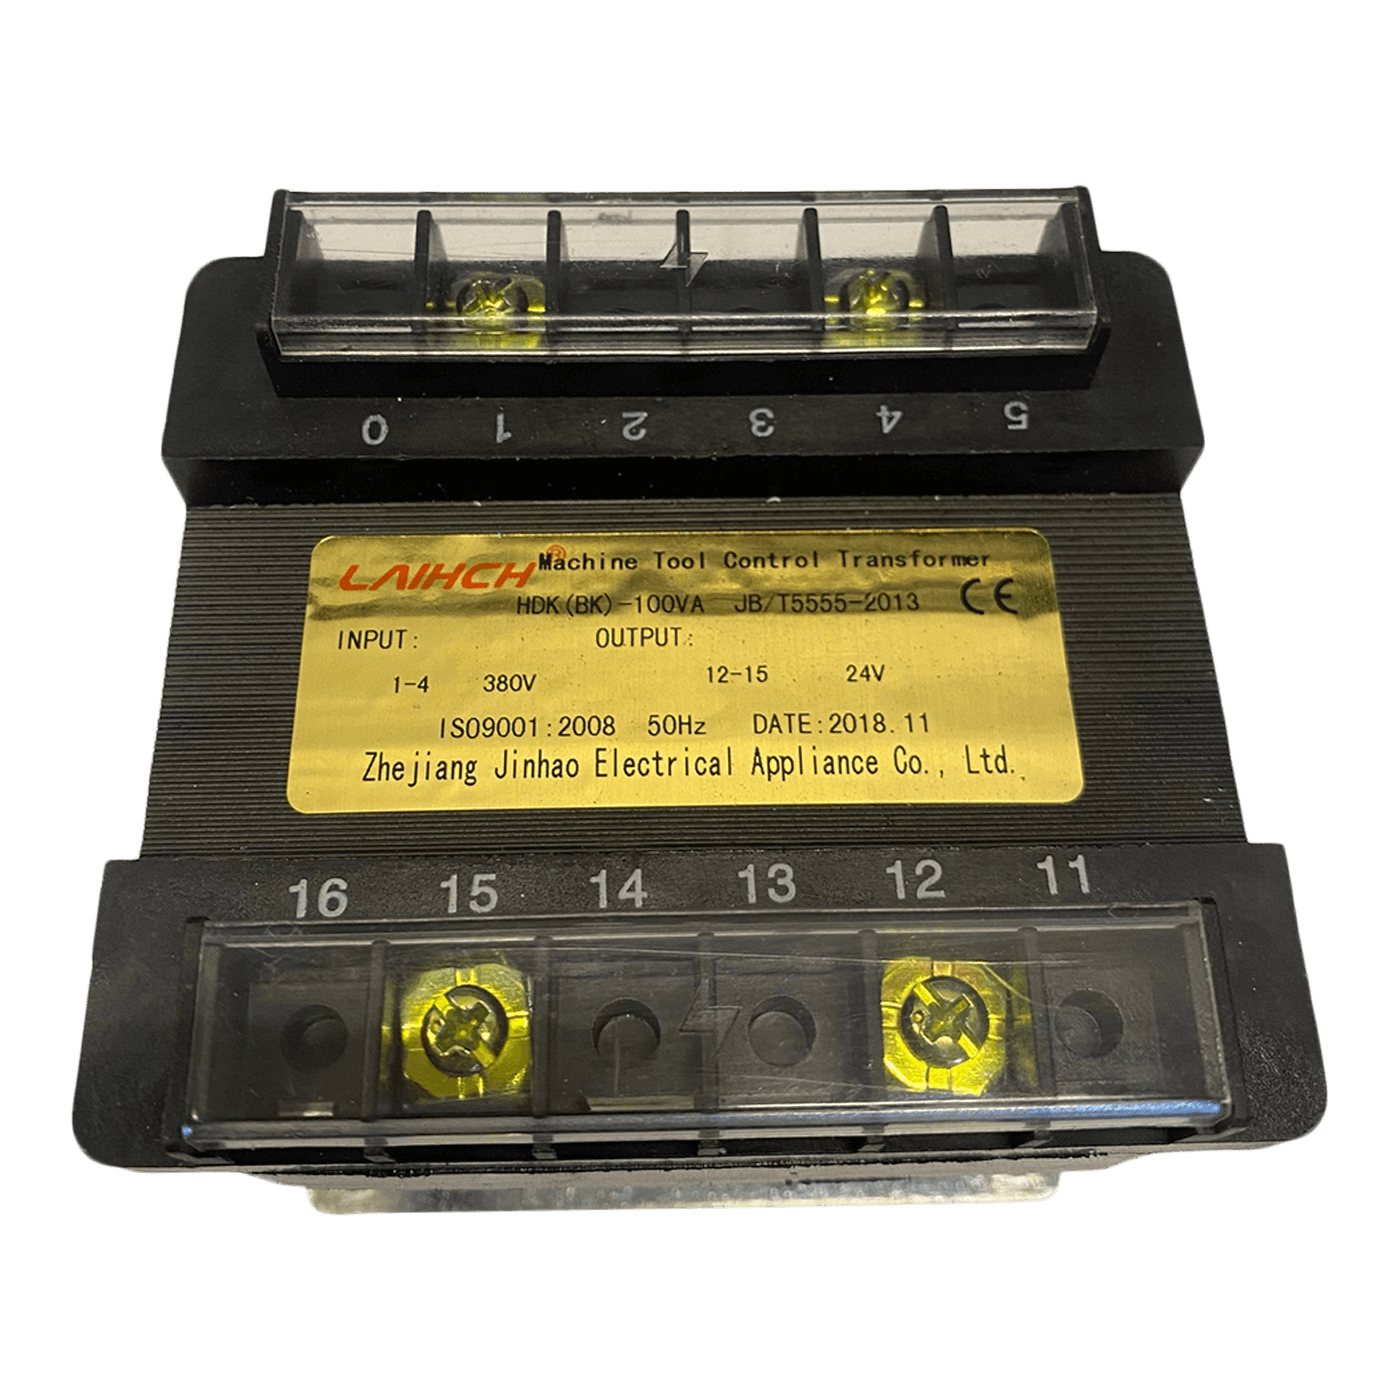 0 1 2 3 4 5
LAIHCH® Machine Tool Control Transformer
HDK(BK)-100VA JB/T5555-2013 CE
INPUT: OUTPUT:
1-4 380V 12-15 24V
ISO9001:2008 50Hz DATE:2018.11
Zhejiang Jinhao Electrical Appliance Co., Ltd.
16 15 14 13 12 11